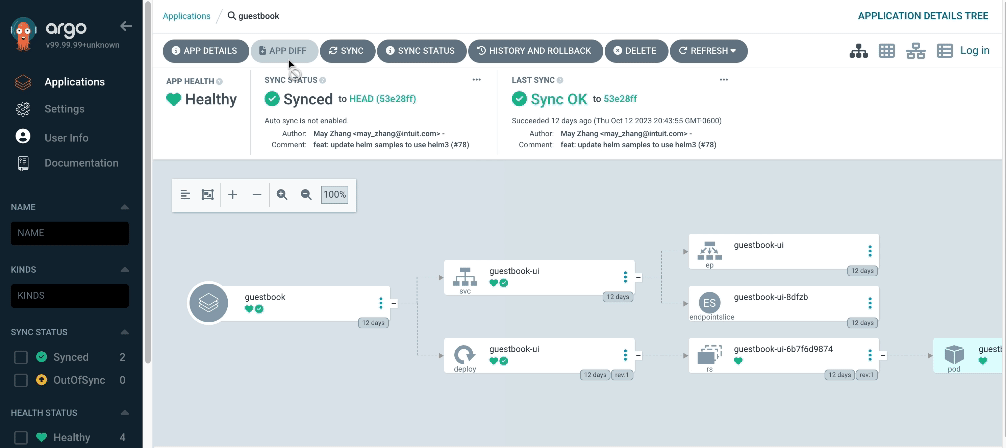 argo
v99.99.99+unknown
Applications
Settings
User Info
Documentation
NAME
NAME
KINDS
KINDS
SYNC STATUS
Synced 2
OutOfSync 0
HEALTH STATUS
Healthy 4
Applications / guestbook
APPLICATION DETAILS TREE
APP DETAILS
APP DIFF
SYNC
SYNC STATUS
HISTORY AND ROLLBACK
DELETE
REFRESH
Log in
APP HEALTH
Healthy
SYNC STATUS
Synced to HEAD (53e28ff)
Auto sync is not enabled
Author: May Zhang <may_zhang@intuit.com> -
Comment: feat: update helm samples to use helm3 (#78)
LAST SYNC
Sync OK to 53e28ff
Succeeded 12 days ago (Thu Oct 12 2023 20:43:55 GMT-0600)
Author: May Zhang <may_zhang@intuit.com> -
Comment: feat: update helm samples to use helm3 (#78)
100%
guestbook
12 days
svc
guestbook-ui
12 days
deploy
guestbook-ui
12 days
rev:1
ep
guestbook-ui
12 days
ES
endpointslice
guestbook-ui-8dfzb
12 days
rs
guestbook-ui-6b7f6d9874
12 days
rev:1
pod
guest